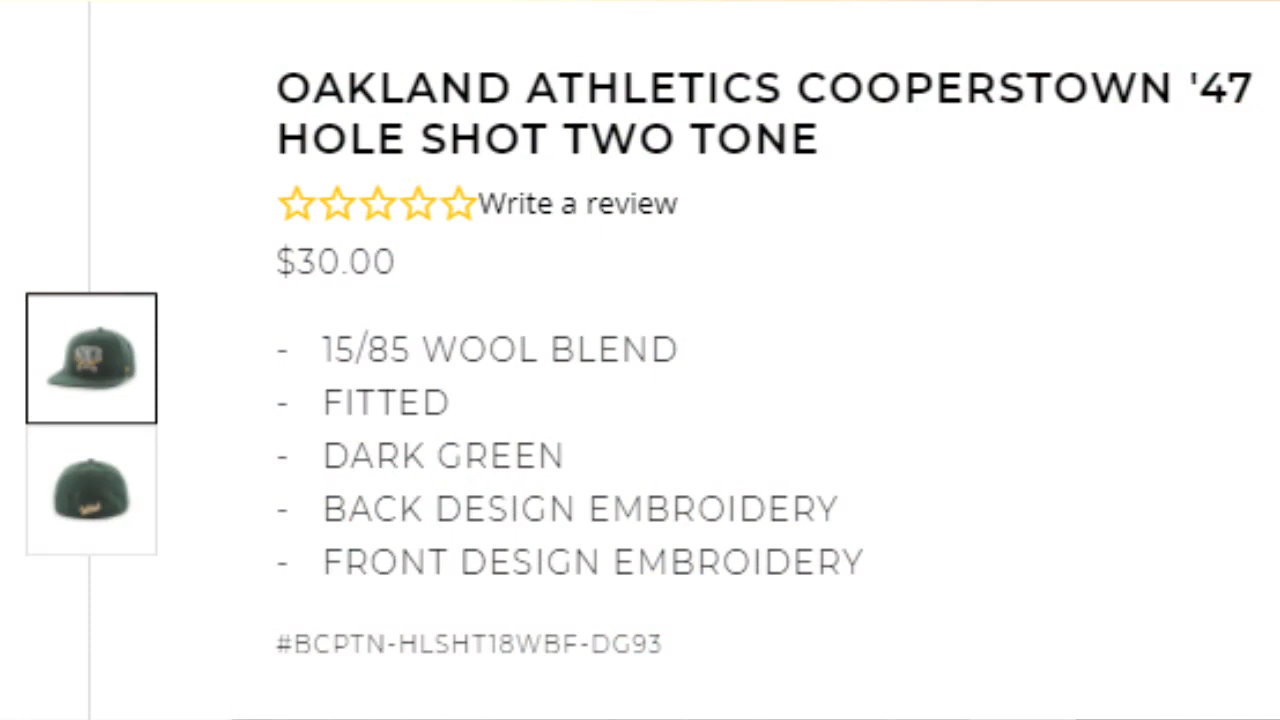 OAKLAND ATHLETICS COOPERSTOWN '47
HOLE SHOT TWO TONE
Write a review
$30.00
- 15/85 WOOL BLEND
- FITTED
- DARK GREEN
- BACK DESIGN EMBROIDERY
- FRONT DESIGN EMBROIDERY
#BCPTN-HLSHT18WBF-DG93